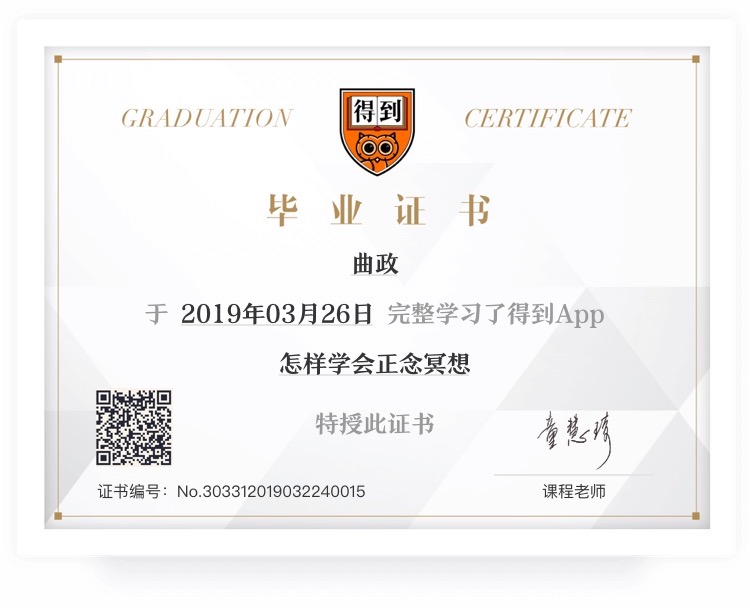 GRADUATION
得到
CERTIFICATE
毕业证书
曲政
于 2019年03月26日 完整学习了得到App
怎样学会正念冥想
特授此证书
童慧琦
证书编号：No.303312019032240015
课程老师